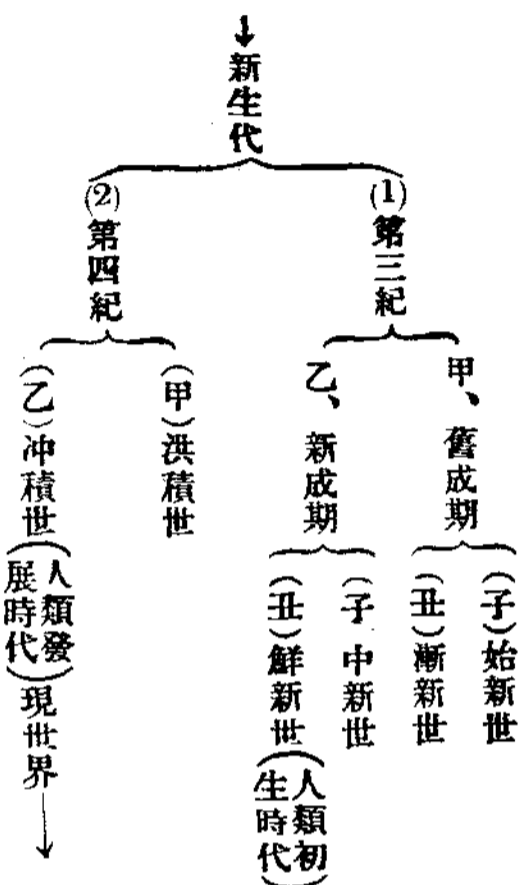 新生代
(1)第三紀
甲、舊成期
(子)始新世
(丑)漸新世
乙、新成期
(子 中新世
(丑)鮮新世(人類初
生時代)
(2)第四紀
(甲)洪積世
(乙)冲積世(人類發
展時代)現世界